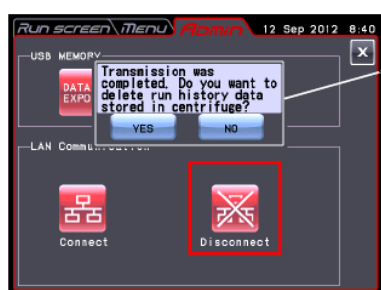 Run screen Menu Admin 12 Sep 2012 8:40
USB MEMORY
X
DATA
EXPO
Transmission was
completed. Do you want to
delete run history data
stored in centrifuge?
YES NO
LAN
Connect Disconnect